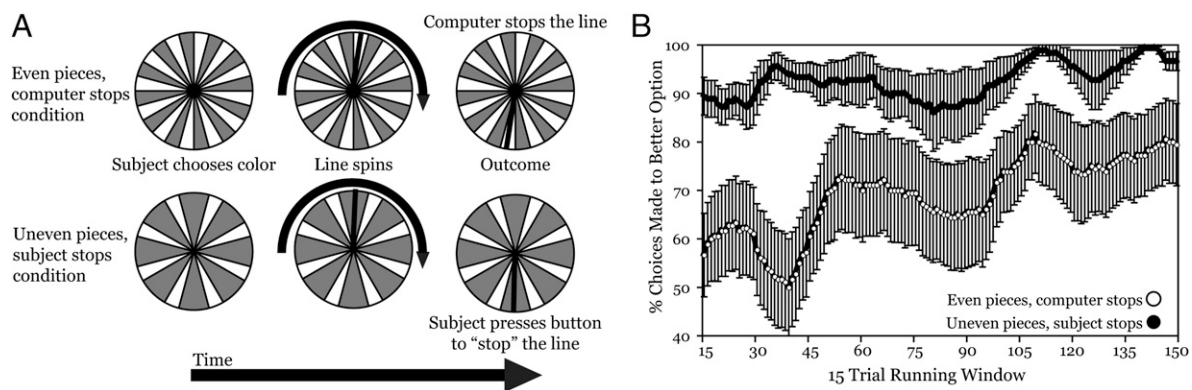 A
Even pieces,
computer stops
condition
Computer stops the line
Subject chooses color
Line spins
Outcome
Uneven pieces,
subject stops
condition
Subject presses button
to “stop” the line
Time
B
% Choices Made to Better Option
100
90
80
70
60
50
40
Even pieces, computer stops
Uneven pieces, subject stops
15 30 45 60 75 90 105 120 135 150
15 Trial Running Window